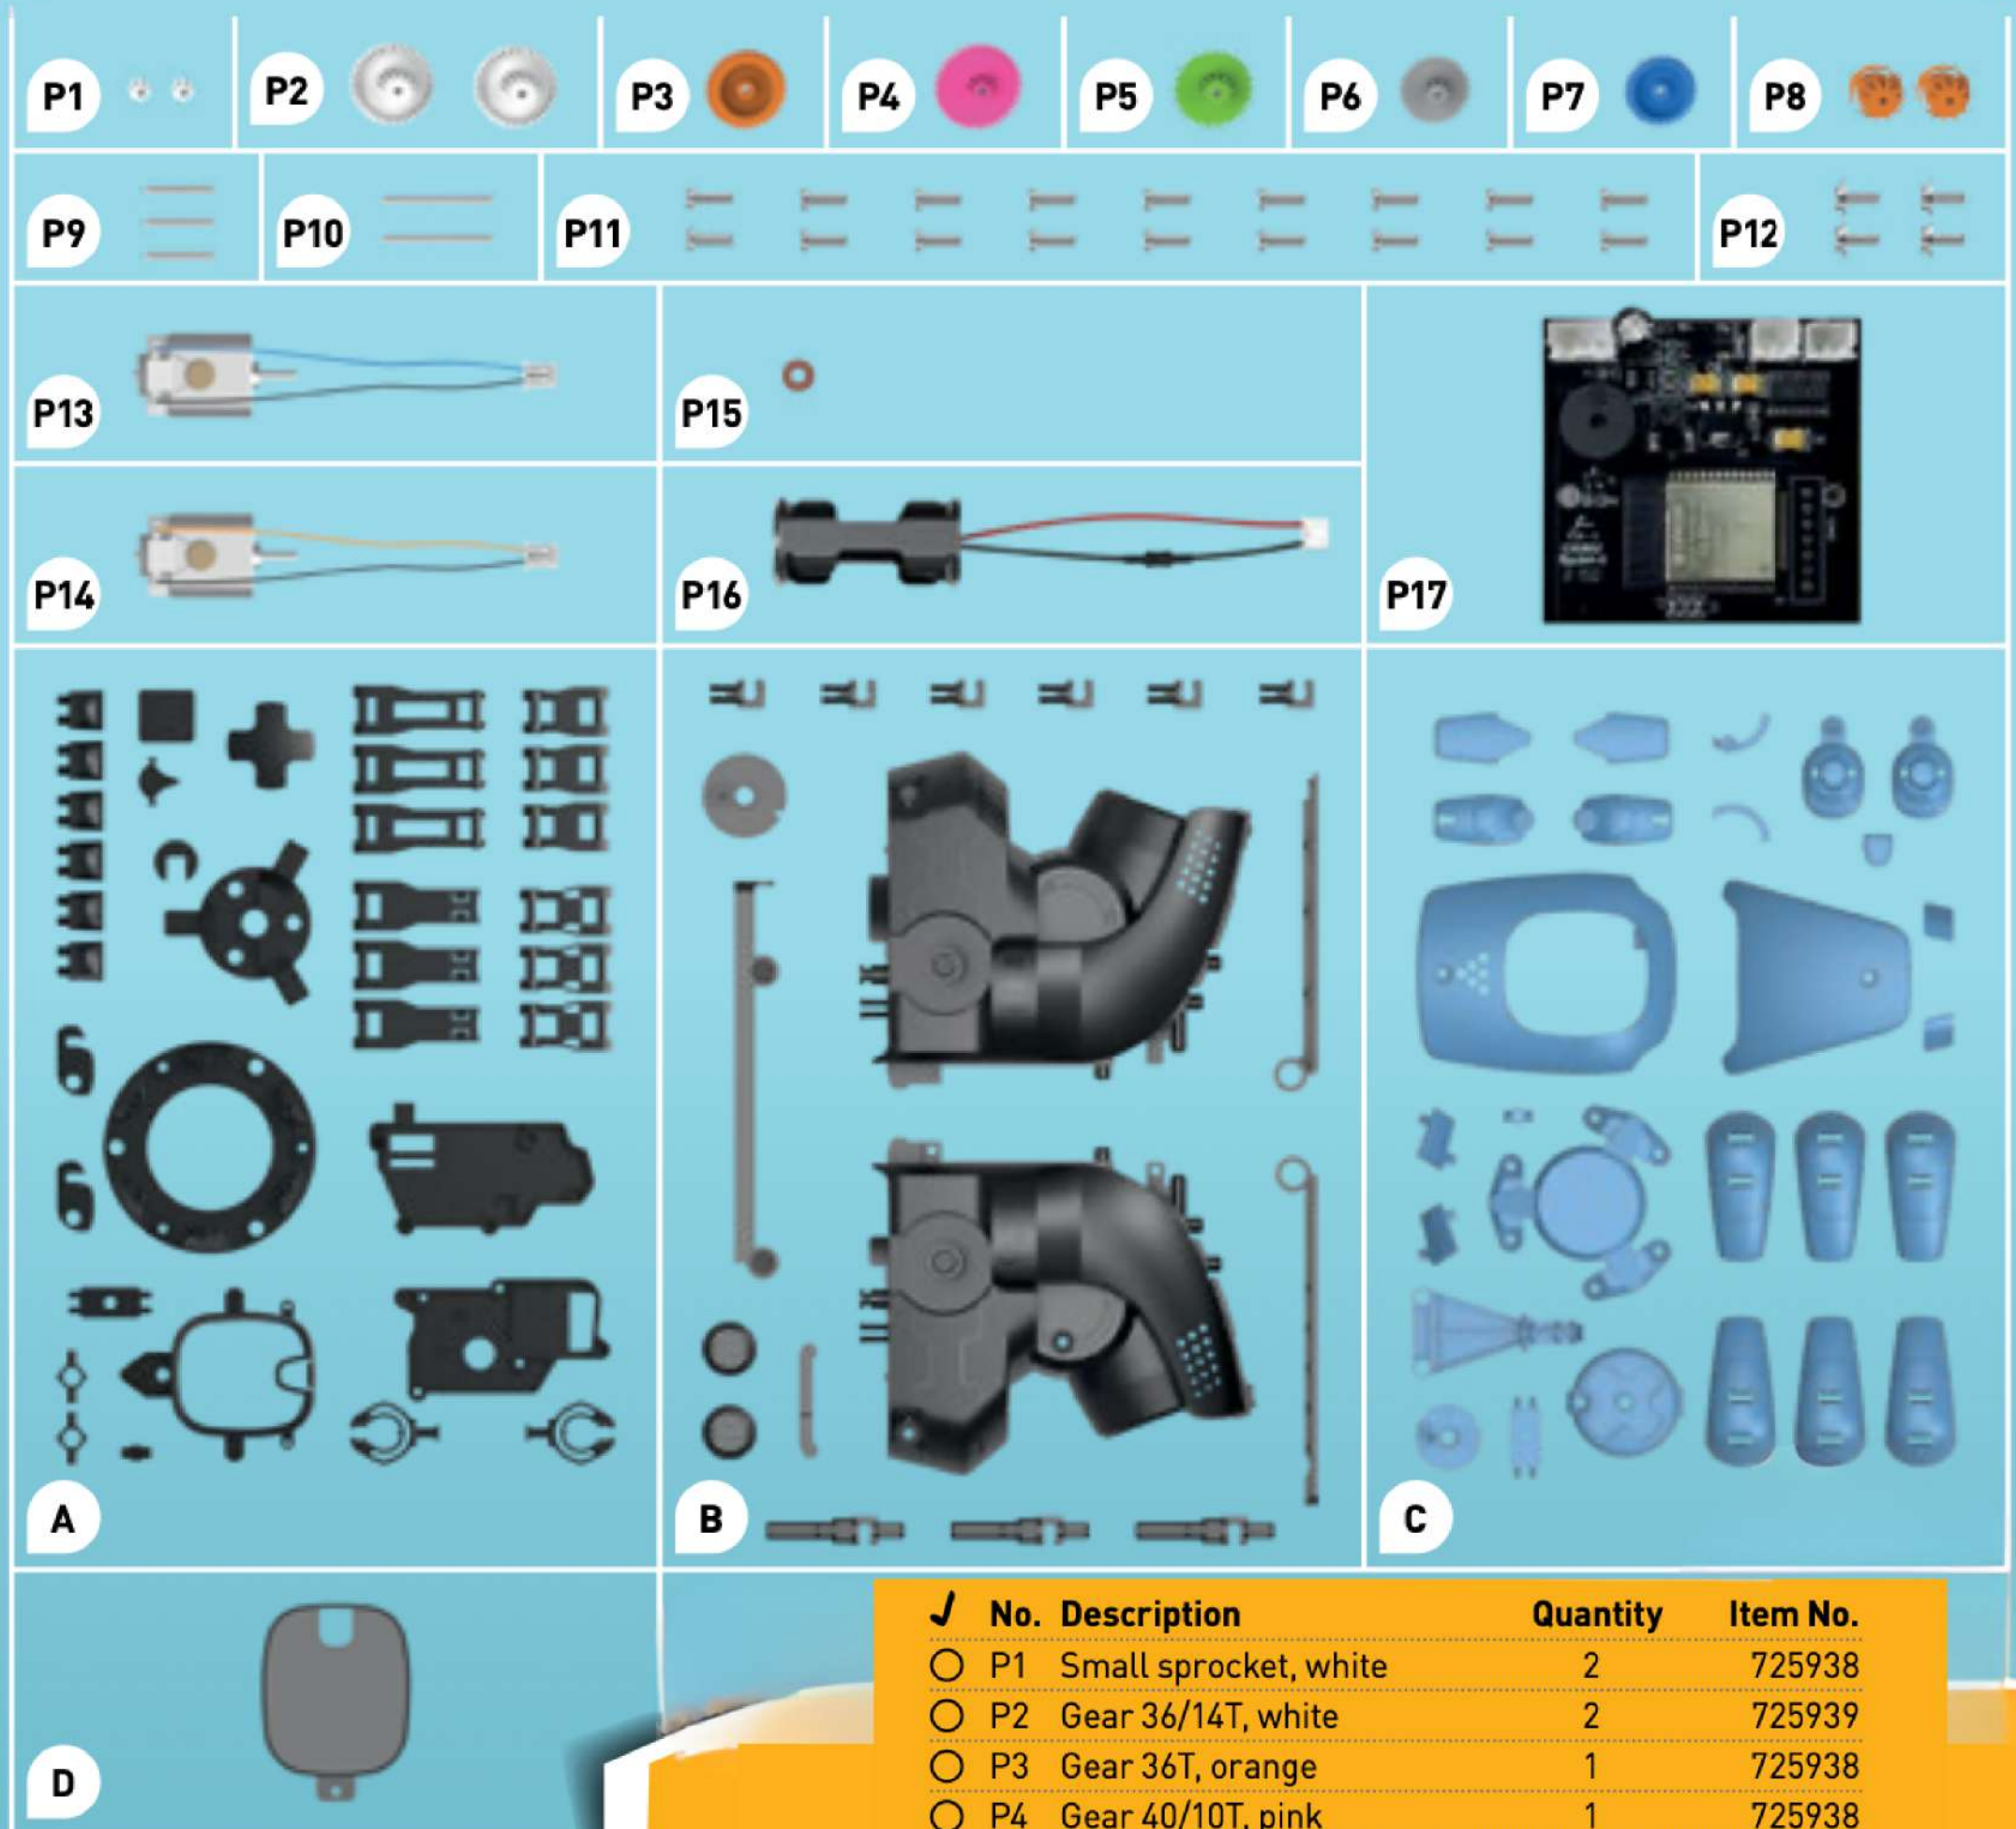 P1 P2 P3 P4 P5 P6 P7 P8
P9 P10 P11 P12
P13 P15
P14 P16 P17
A B C
D
✓ No. Description Quantity Item No.
P1 Small sprocket, white 2 725938
P2 Gear 36/14T, white 2 725939
P3 Gear 36T, orange 1 725938
P4 Gear 40/10T, pink 1 725938